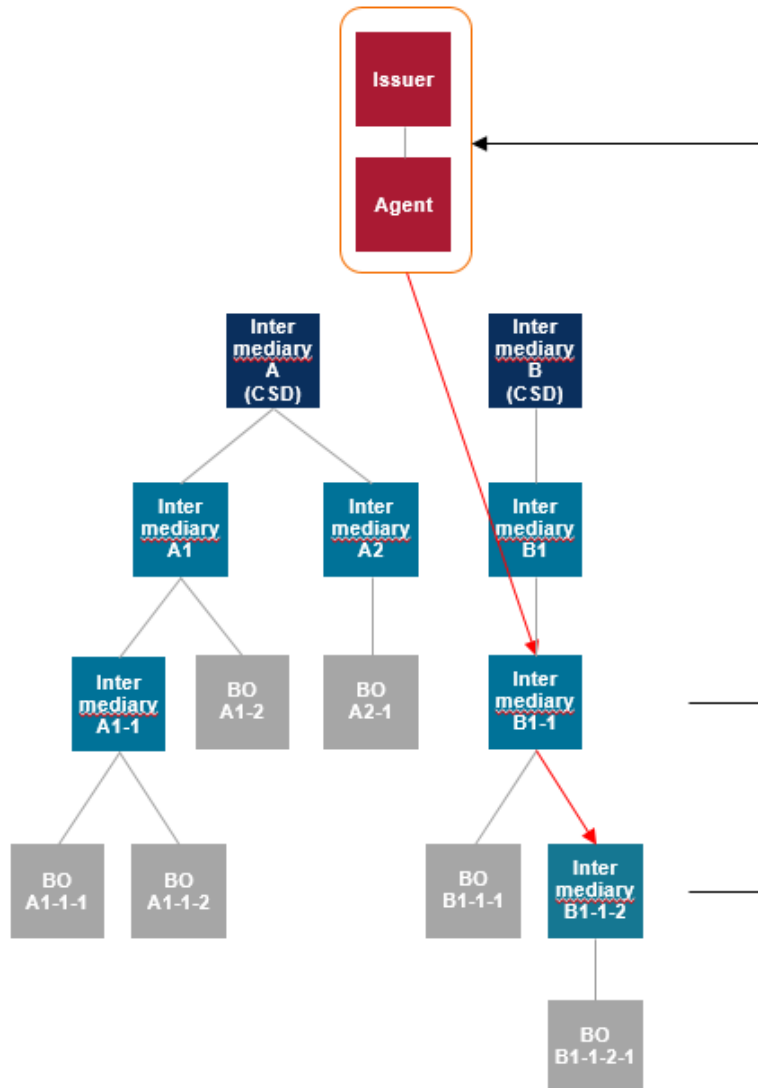 Issuer
Agent
Inter
mediary
A
(CSD)
Inter
mediary
B
(CSD)
Inter
mediary
A1
Inter
mediary
A2
Inter
mediary
B1
Inter
mediary
A1-1
BO
A1-2
BO
A2-1
Inter
mediary
B1-1
BO
A1-1-1
BO
A1-1-2
BO
B1-1-1
Inter
mediary
B1-1-2
BO
B1-1-2-1